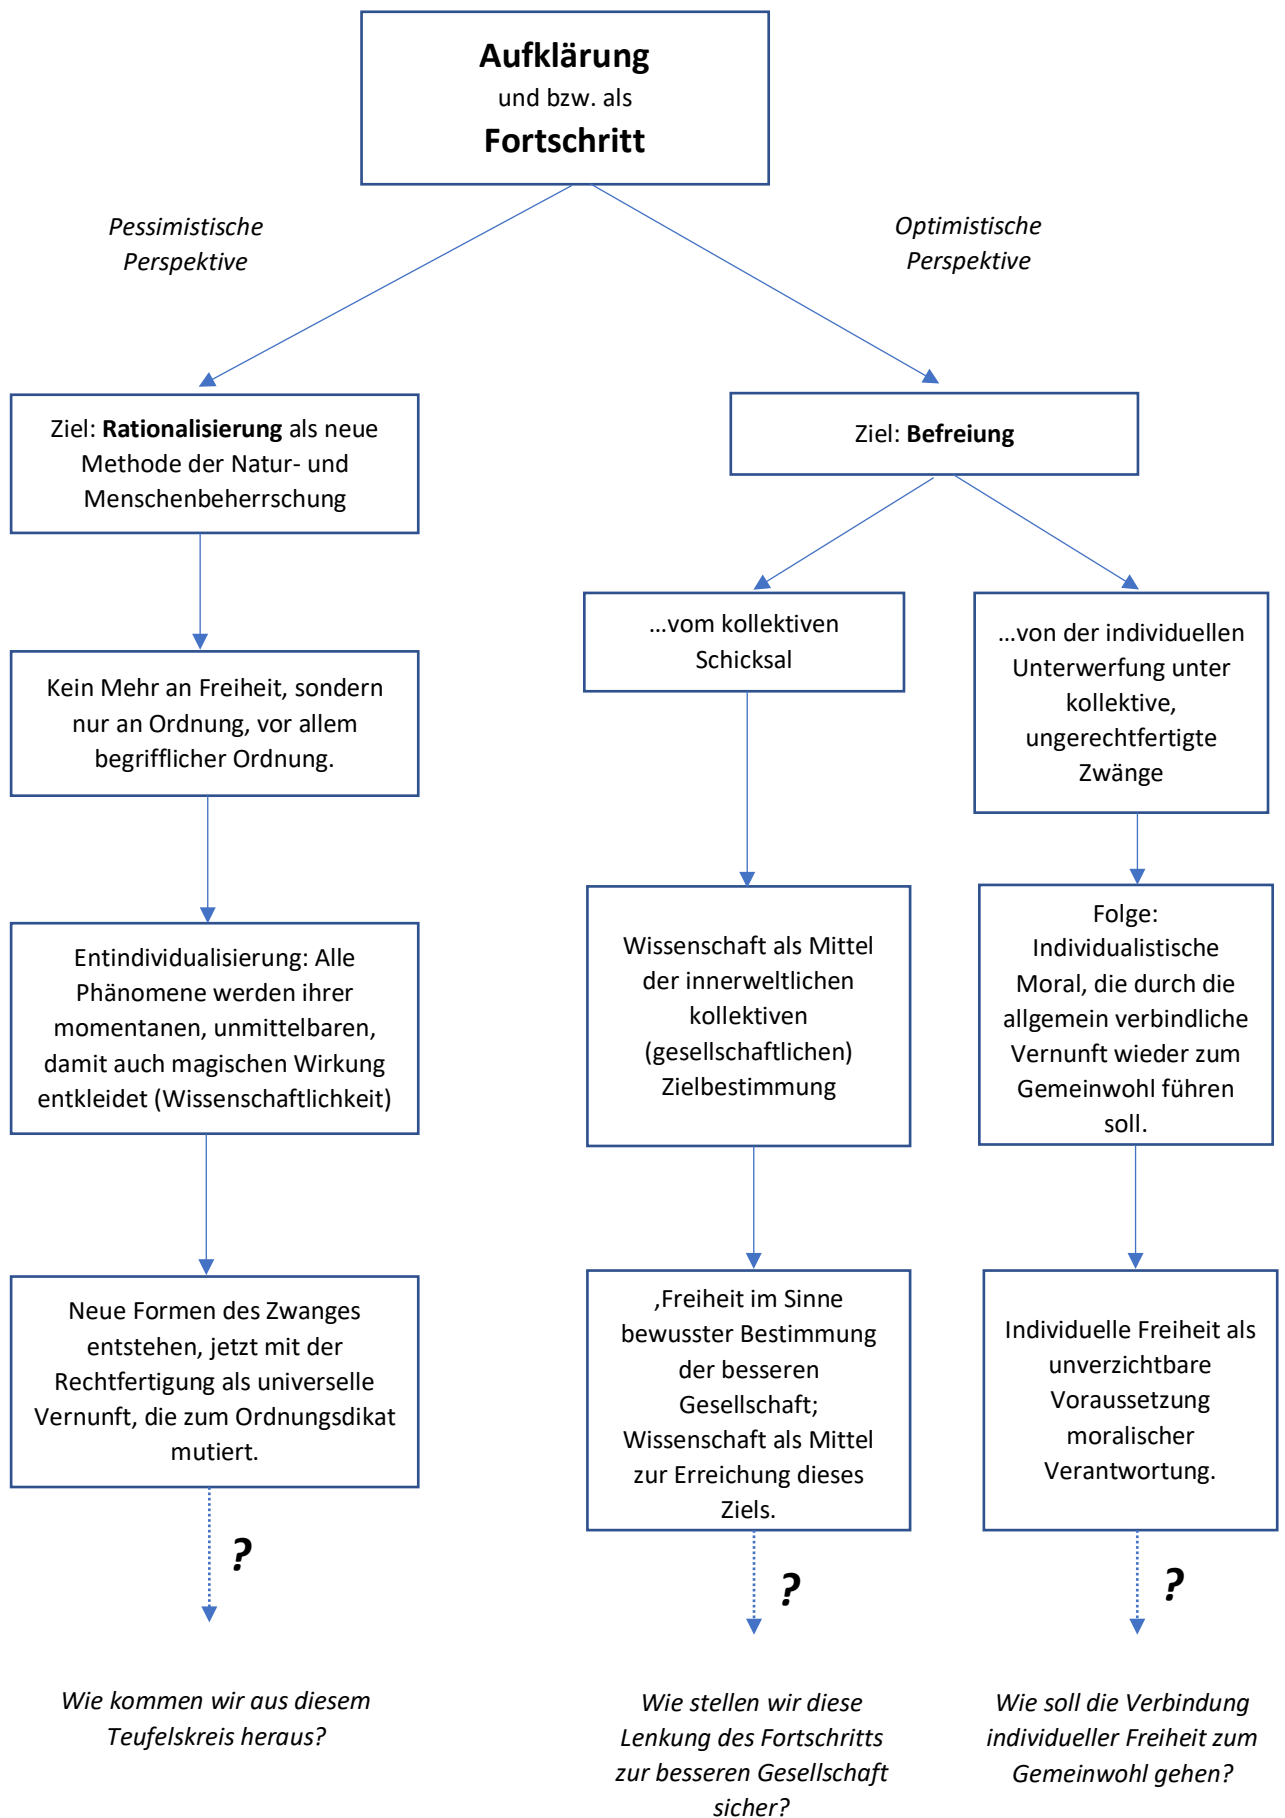 Aufklärung
und bzw. als
Fortschritt
Pessimistische
Perspektive
Optimistische
Perspektive
Ziel: Rationalisierung als neue
Methode der Natur- und
Menschenbeherrschung
Kein Mehr an Freiheit, sondern
nur an Ordnung, vor allem
begrifflicher Ordnung.
Entindividualisierung: Alle
Phänomene werden ihrer
momentanen, unmittelbaren,
damit auch magischen Wirkung
entkleidet (Wissenschaftlichkeit)
Neue Formen des Zwanges
entstehen, jetzt mit der
Rechtfertigung als universelle
Vernunft, die zum Ordnungsdikat
mutiert.
?
Wie kommen wir aus diesem
Teufelskreis heraus?
Ziel: Befreiung
…vom kollektiven
Schicksal
Wissenschaft als Mittel
der innerweltlichen
kollektiven
(gesellschaftlichen)
Zielbestimmung
‚Freiheit im Sinne
bewusster Bestimmung
der besseren
Gesellschaft;
Wissenschaft als Mittel
zur Erreichung dieses
Ziels.
?
Wie stellen wir diese
Lenkung des Fortschritts
zur besseren Gesellschaft
sicher?
…von der individuellen
Unterwerfung unter
kollektive,
ungerechtfertigte
Zwänge
Folge:
Individualistische
Moral, die durch die
allgemein verbindliche
Vernunft wieder zum
Gemeinwohl führen
soll.
Individuelle Freiheit als
unverzichtbare
Voraussetzung
moralischer
Verantwortung.
?
Wie soll die Verbindung
individueller Freiheit zum
Gemeinwohl gehen?